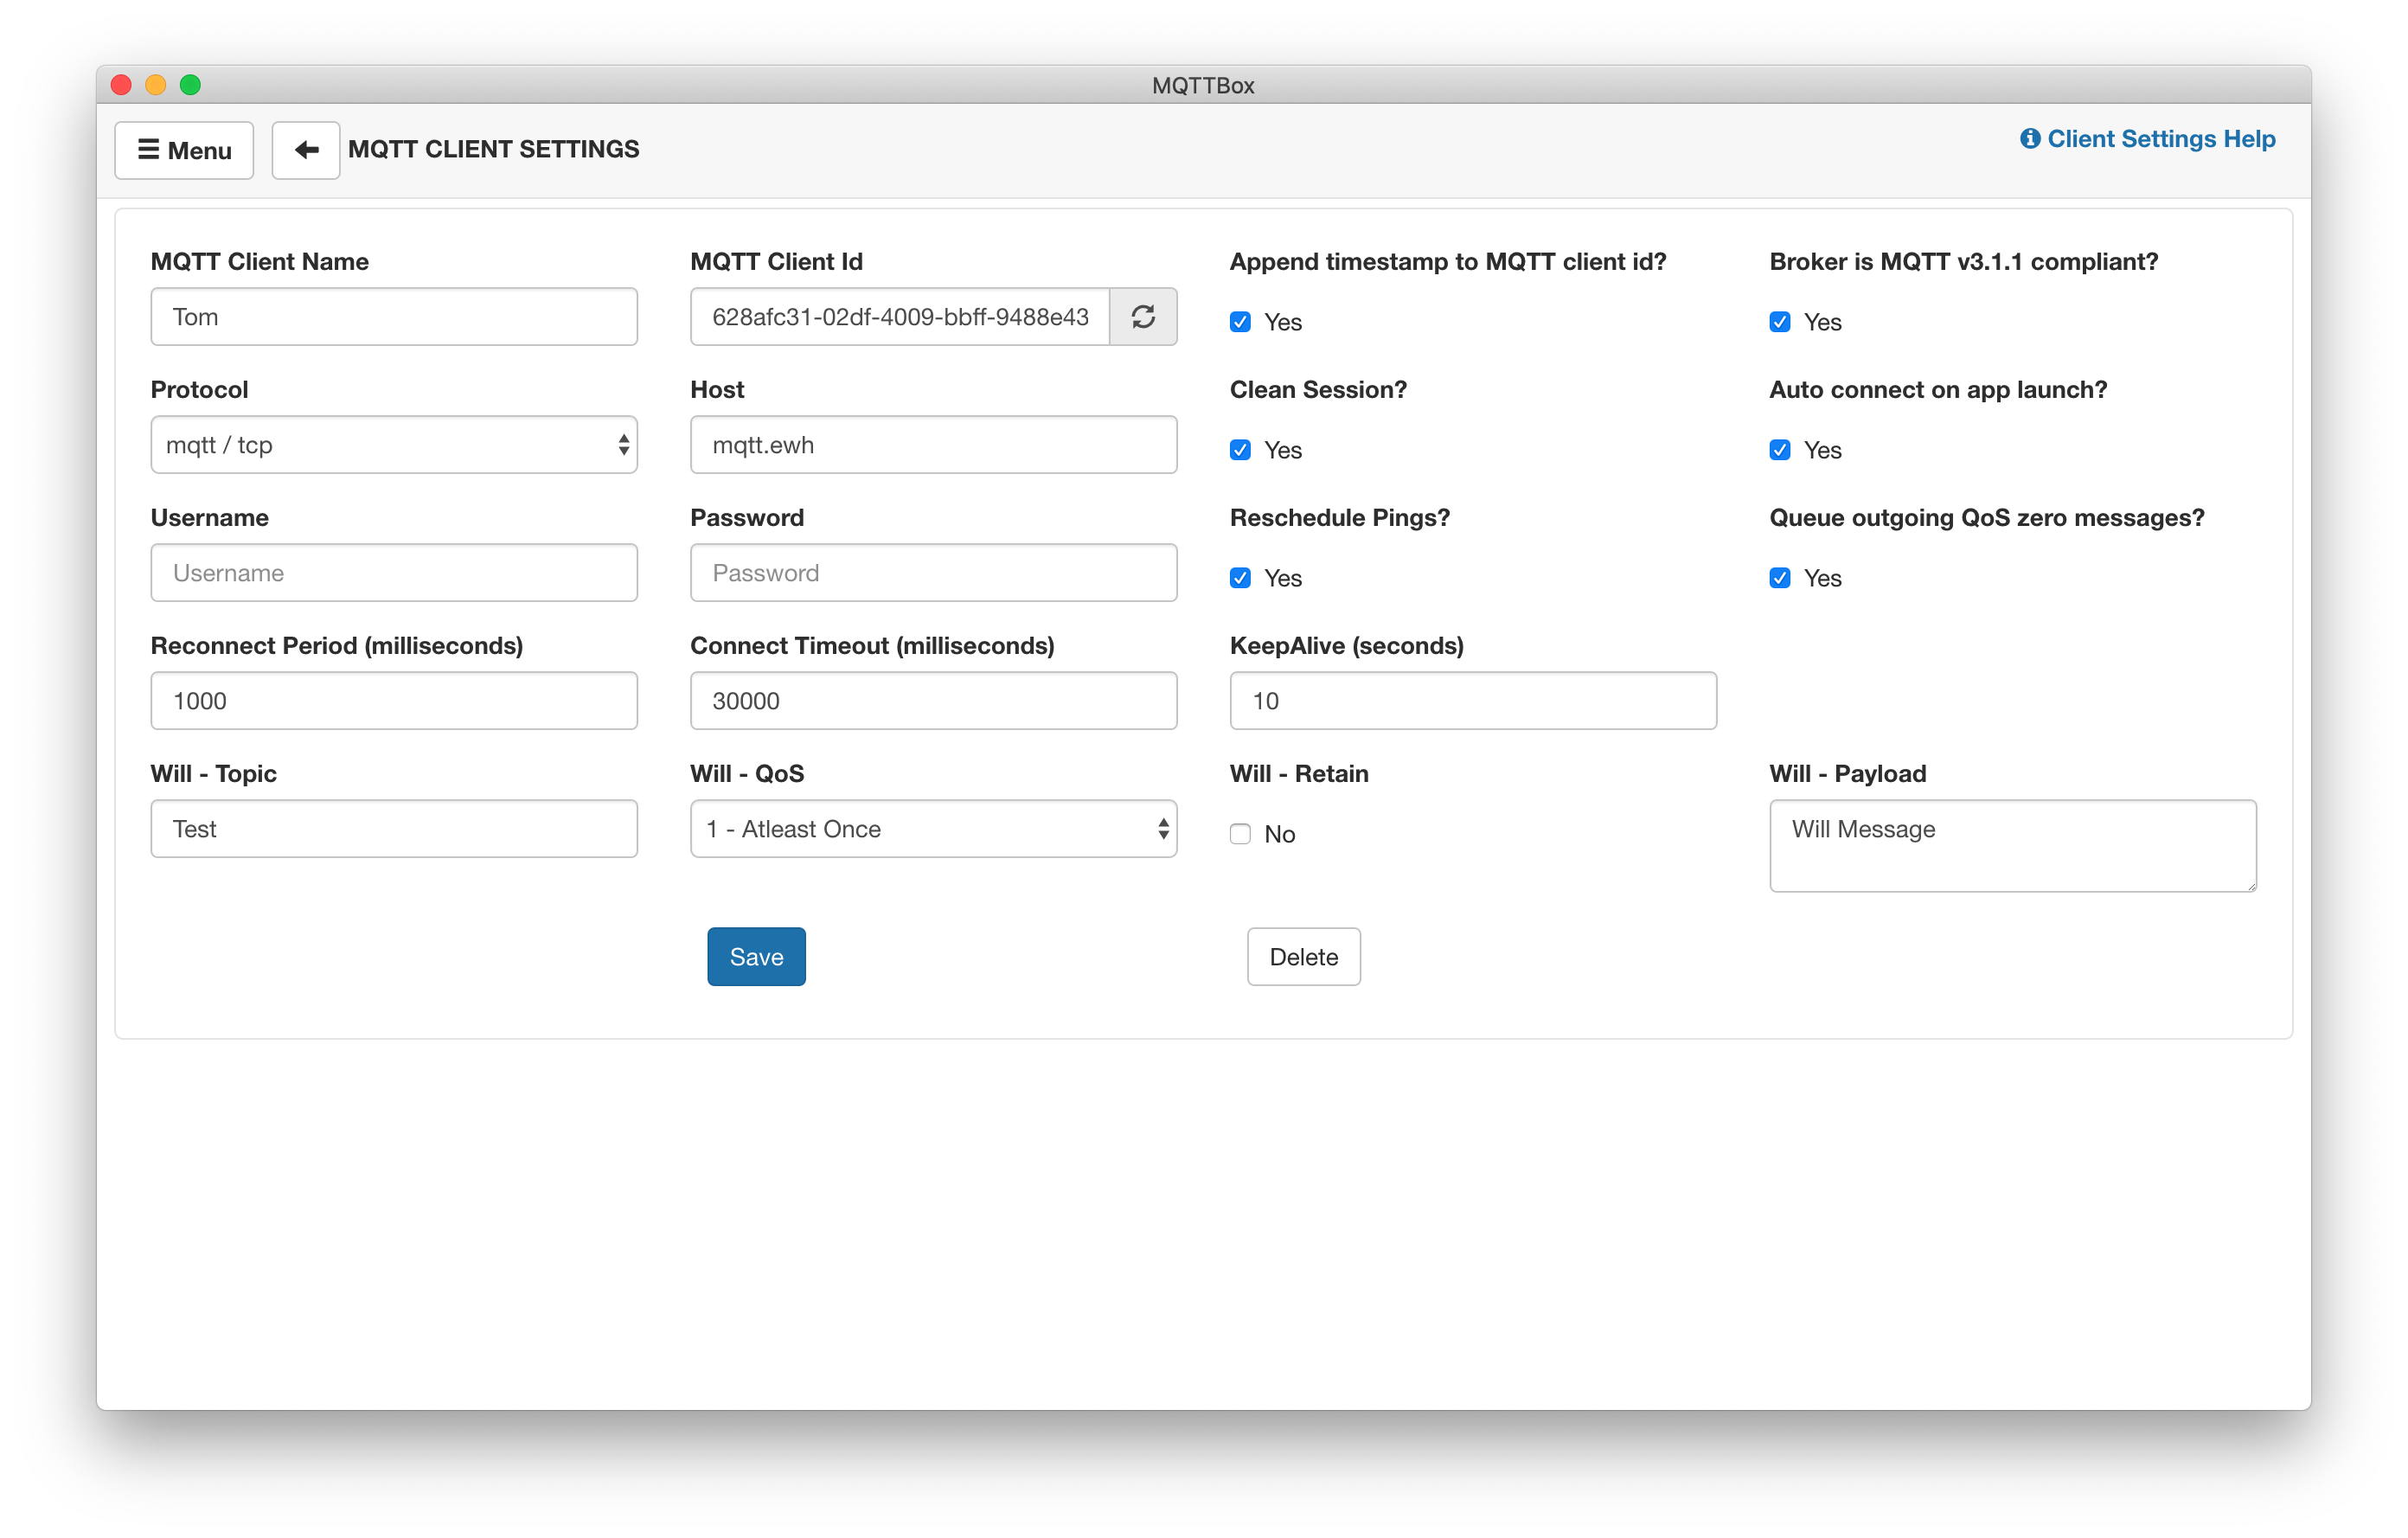 MQTTBox
Menu
MQTT CLIENT SETTINGS
Client Settings Help
MQTT Client Name
MQTT Client Id
Append timestamp to MQTT client id?
Broker is MQTT v3.1.1 compliant?
Tom
628afc31-02df-4009-bbff-9488e43
Yes
Yes
Protocol
Host
Clean Session?
Auto connect on app launch?
mqtt / tcp
mqtt.ewh
Yes
Yes
Username
Password
Reschedule Pings?
Queue outgoing QoS zero messages?
Username
Password
Yes
Yes
Reconnect Period (milliseconds)
Connect Timeout (milliseconds)
KeepAlive (seconds)
1000
30000
10
Will - Topic
Will - QoS
Will - Retain
Will - Payload
Test
1 - Atleast Once
No
Will Message
Save
Delete